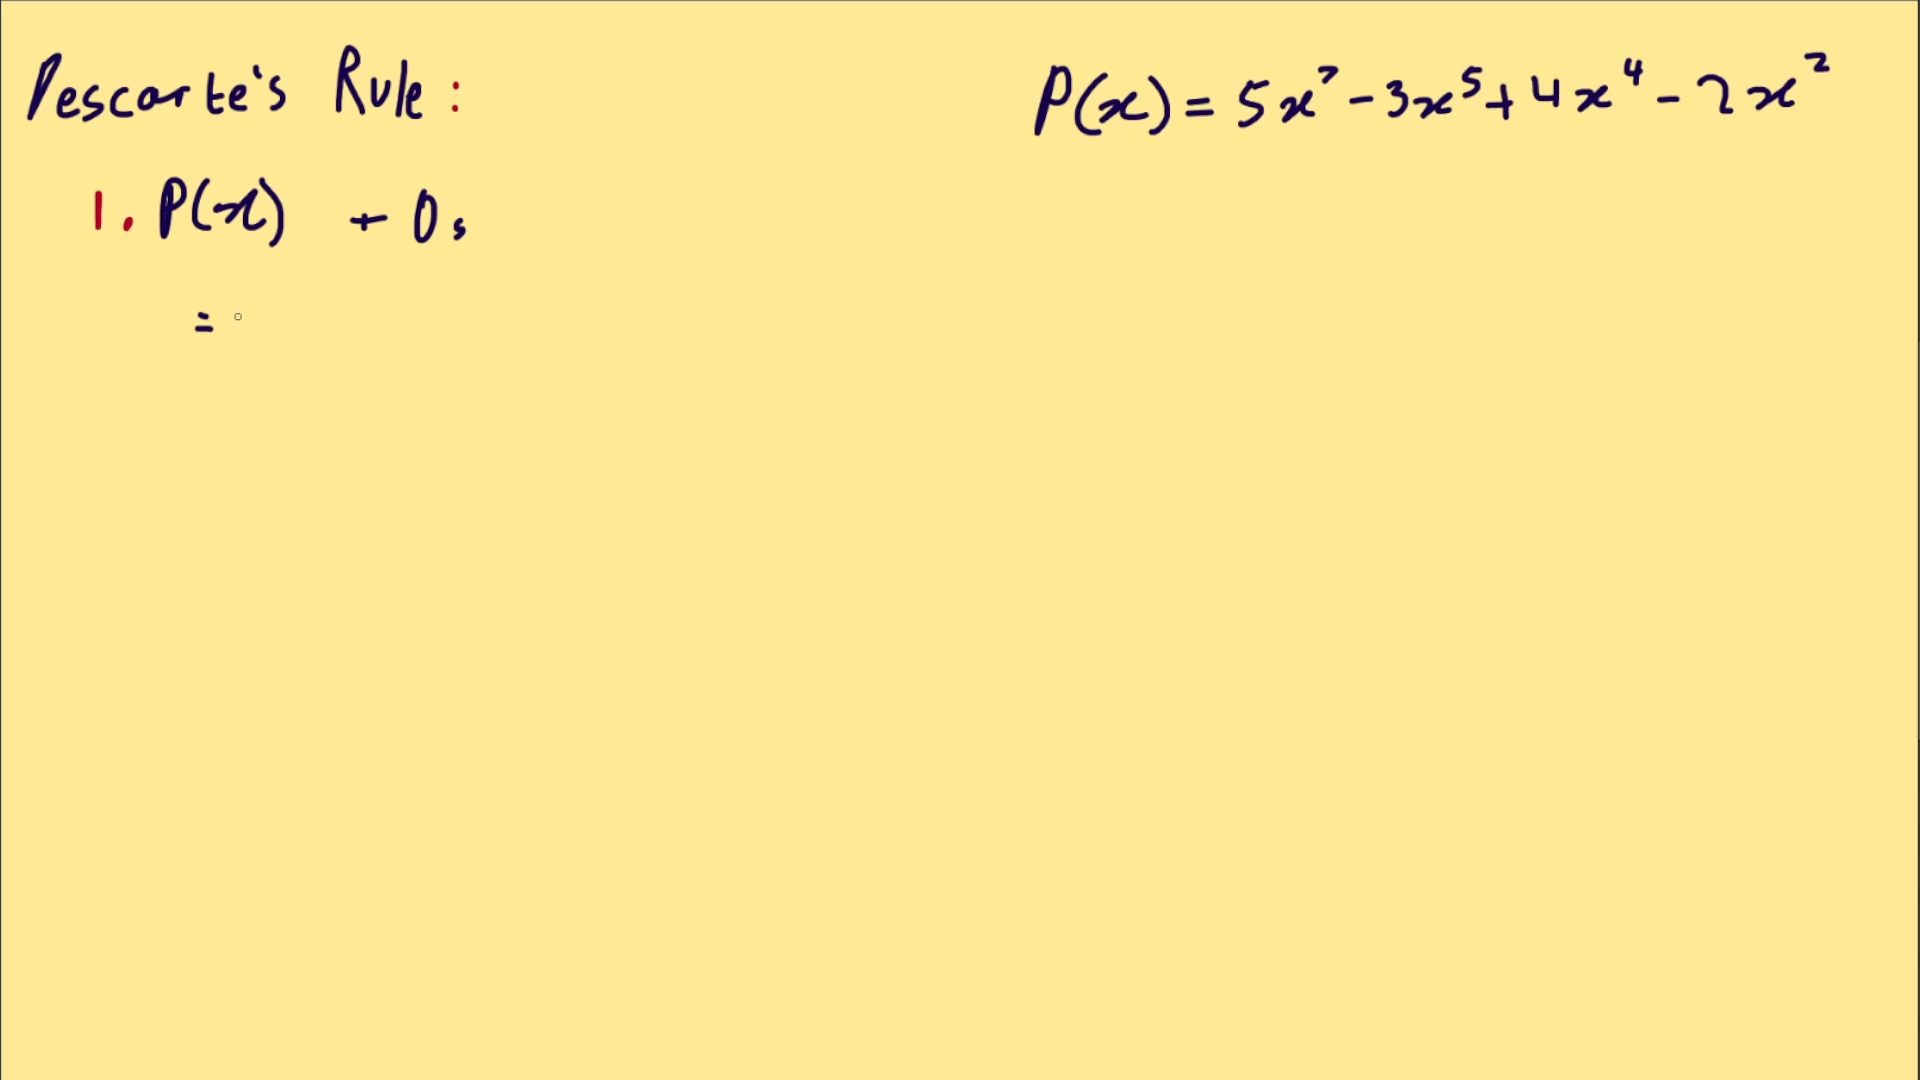 Descarte's Rule:
P(x) = 5x⁷ - 3x⁵ + 4x⁴ - 2x²
1. P(x) + 0s
=